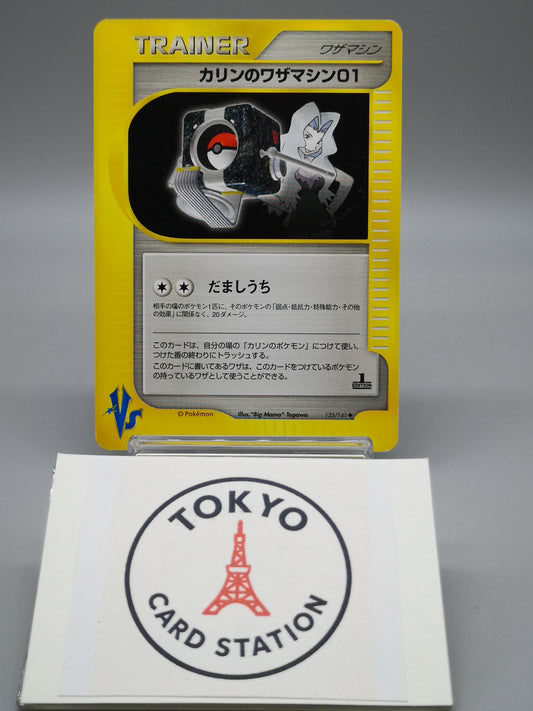 TRAINER
ワザマシン
カリンのワザマシン01
だましうち
相手の場のポケモン1匹に、そのポケモンの「弱点・抵抗力・特殊能力・その他
の効果」に関係なく、20ダメージ。
このカードは、自分の場の「カリンのポケモン」につけて使い、
つけた番の終わりにトラッシュする。
このカードに書いてあるワザは、このカードをつけているポケモン
の持っているワザとして使うことができる。
1
EDITION
VS
© Pokémon
Illus."Big Mama" Tagawa
125/141
TOKYO
CARD STATION